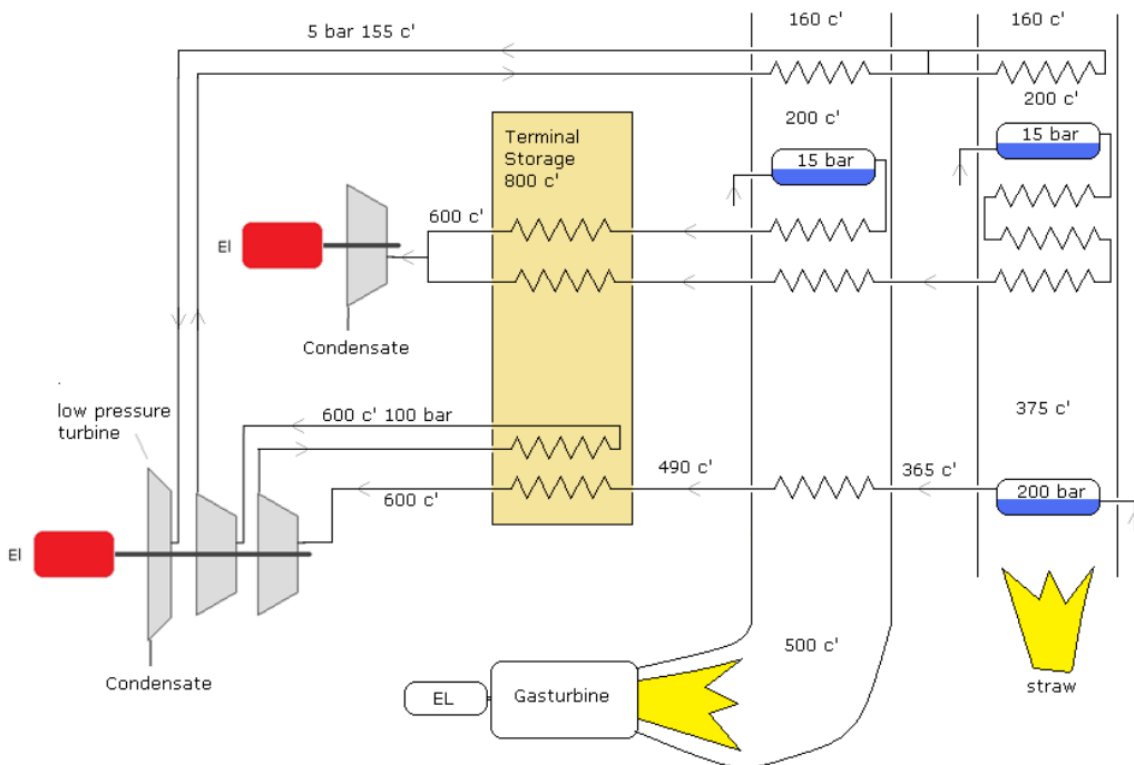 160 c'
160 c'
5 bar 155 c'
200 c'
200 c'
Terminal
Storage
800 c'
15 bar
15 bar
600 c'
El
Condensate
.
low pressure
turbine
600 c' 100 bar
375 c'
490 c'
365 c'
600 c'
200 bar
El
500 c'
Condensate
EL
Gasturbine
straw